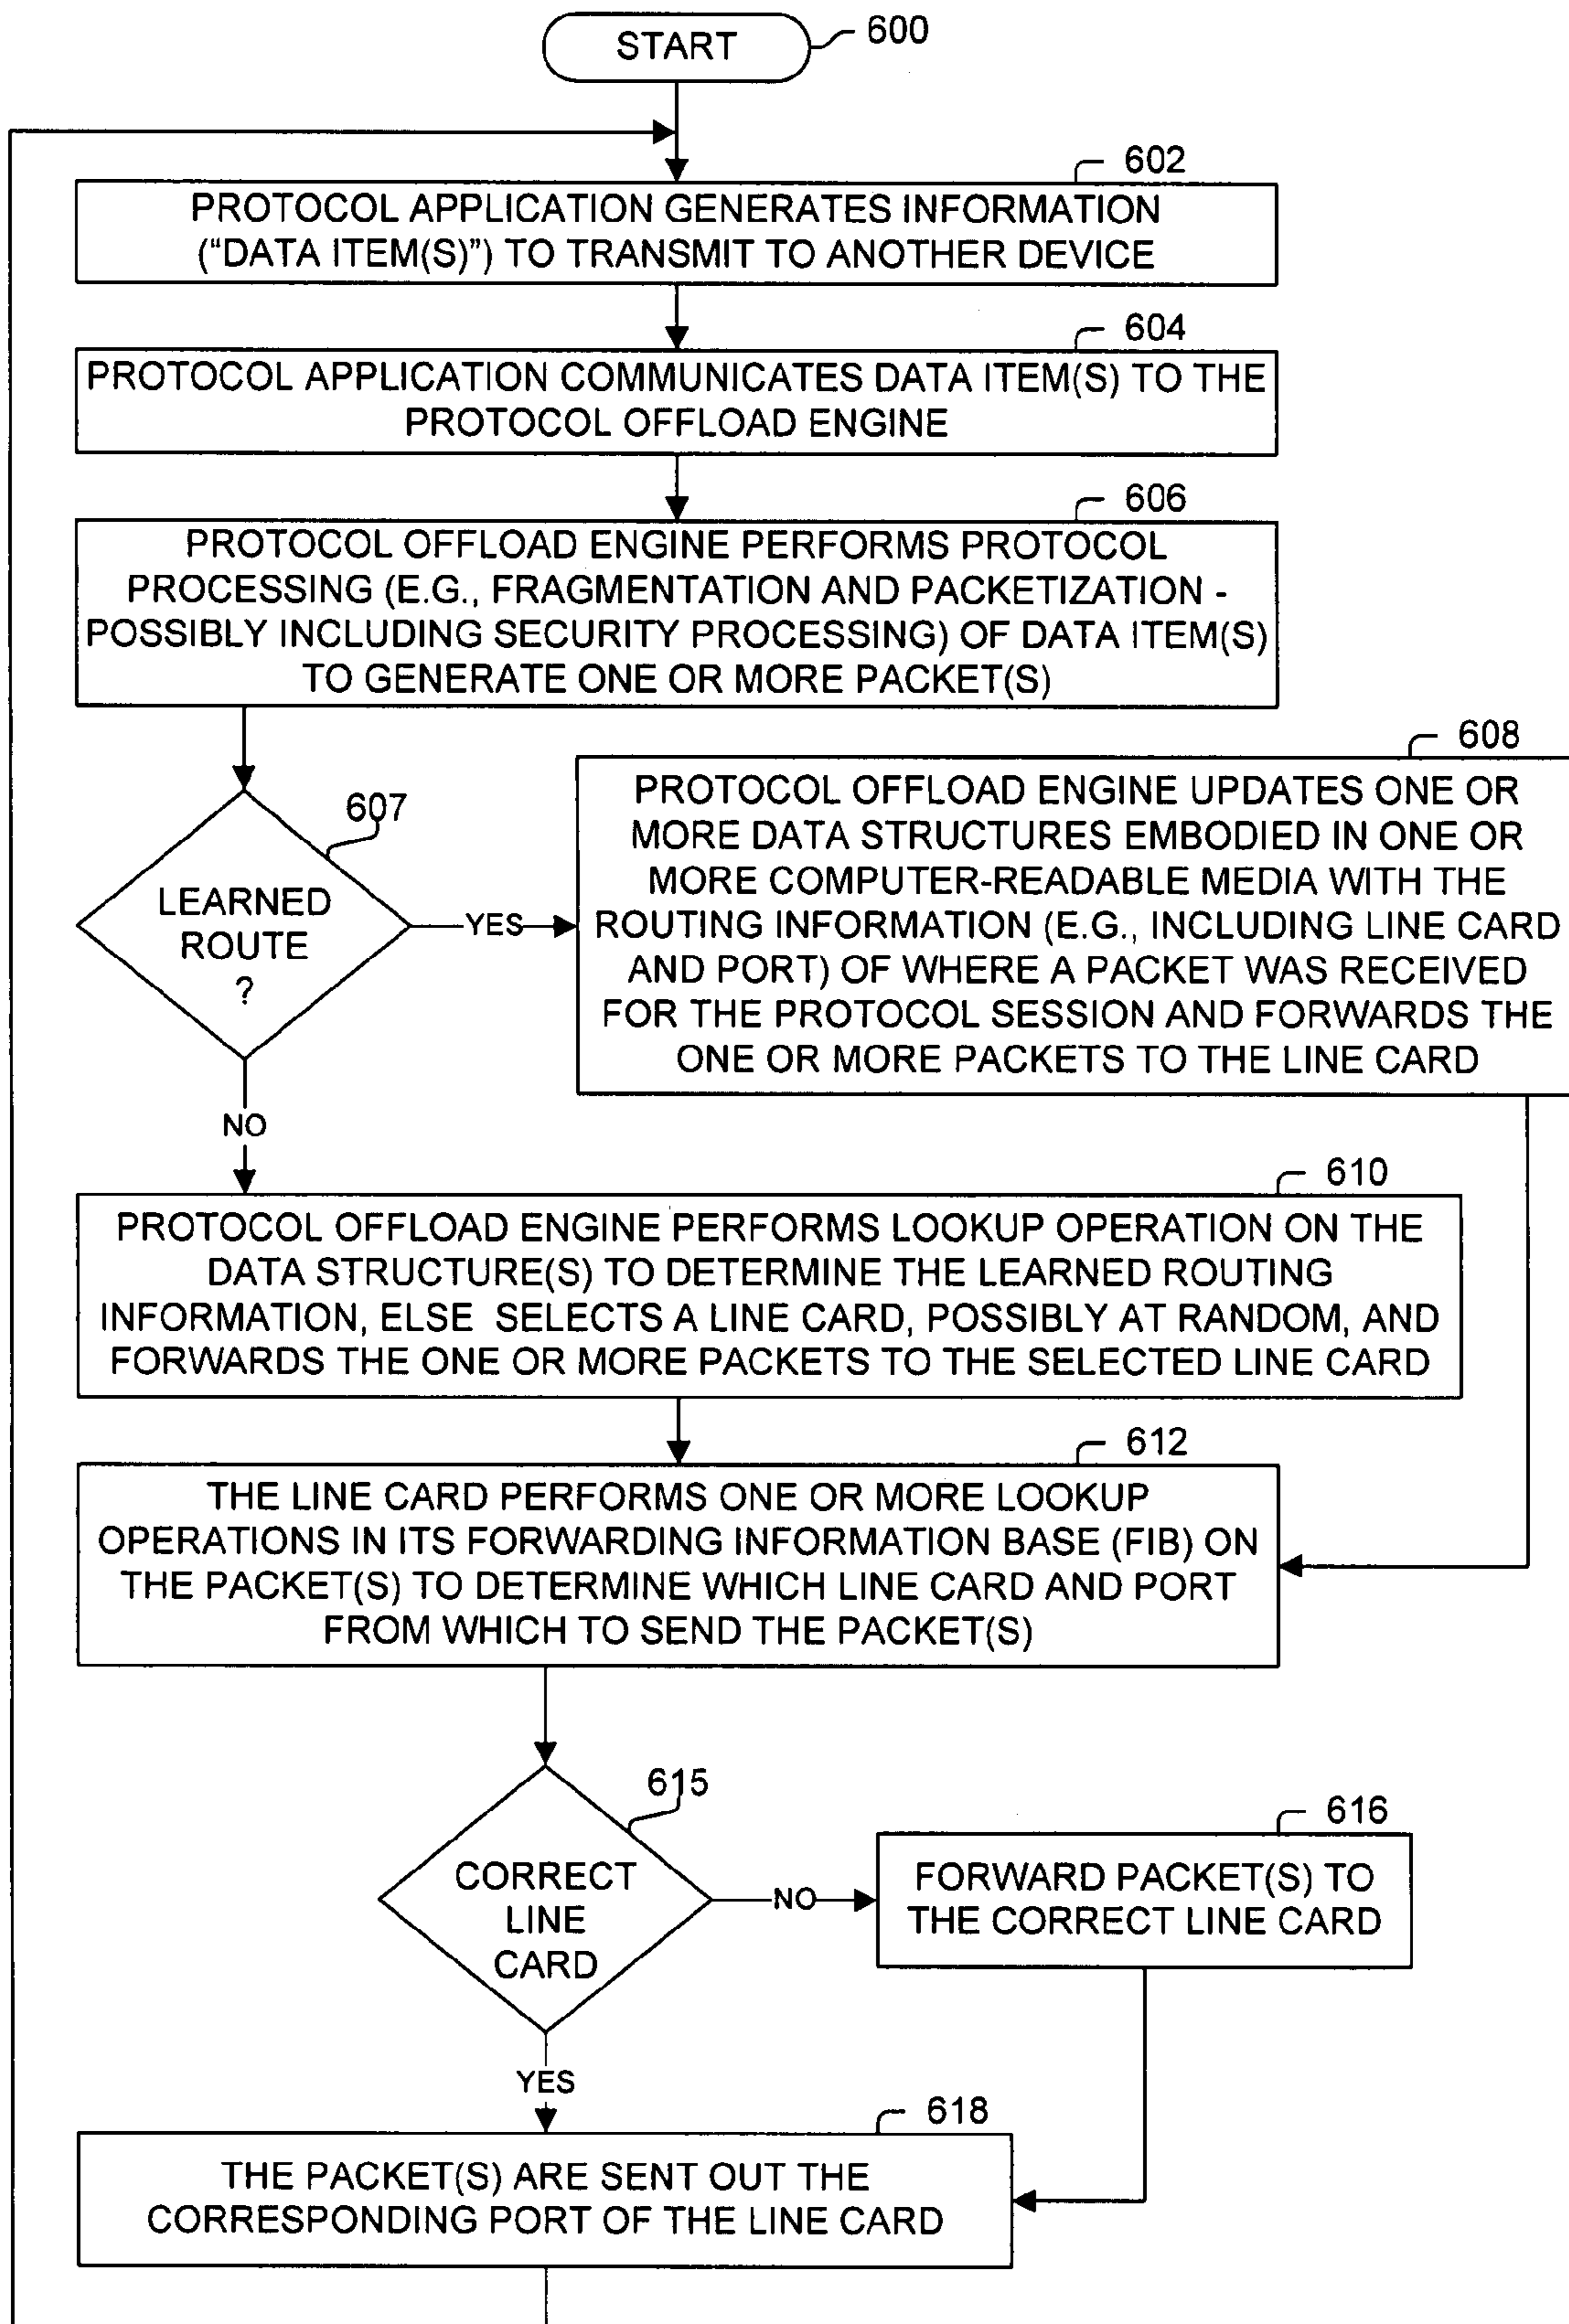 START
600
602
PROTOCOL APPLICATION GENERATES INFORMATION
(“DATA ITEM(S)”) TO TRANSMIT TO ANOTHER DEVICE
604
PROTOCOL APPLICATION COMMUNICATES DATA ITEM(S) TO THE
PROTOCOL OFFLOAD ENGINE
606
PROTOCOL OFFLOAD ENGINE PERFORMS PROTOCOL
PROCESSING (E.G., FRAGMENTATION AND PACKETIZATION -
POSSIBLY INCLUDING SECURITY PROCESSING) OF DATA ITEM(S)
TO GENERATE ONE OR MORE PACKET(S)
607
LEARNED
ROUTE
?
YES
608
PROTOCOL OFFLOAD ENGINE UPDATES ONE OR
MORE DATA STRUCTURES EMBODIED IN ONE OR
MORE COMPUTER-READABLE MEDIA WITH THE
ROUTING INFORMATION (E.G., INCLUDING LINE CARD
AND PORT) OF WHERE A PACKET WAS RECEIVED
FOR THE PROTOCOL SESSION AND FORWARDS THE
ONE OR MORE PACKETS TO THE LINE CARD
NO
610
PROTOCOL OFFLOAD ENGINE PERFORMS LOOKUP OPERATION ON THE
DATA STRUCTURE(S) TO DETERMINE THE LEARNED ROUTING
INFORMATION, ELSE SELECTS A LINE CARD, POSSIBLY AT RANDOM, AND
FORWARDS THE ONE OR MORE PACKETS TO THE SELECTED LINE CARD
612
THE LINE CARD PERFORMS ONE OR MORE LOOKUP
OPERATIONS IN ITS FORWARDING INFORMATION BASE (FIB) ON
THE PACKET(S) TO DETERMINE WHICH LINE CARD AND PORT
FROM WHICH TO SEND THE PACKET(S)
615
CORRECT
LINE
CARD
NO
616
FORWARD PACKET(S) TO
THE CORRECT LINE CARD
YES
618
THE PACKET(S) ARE SENT OUT THE
CORRESPONDING PORT OF THE LINE CARD